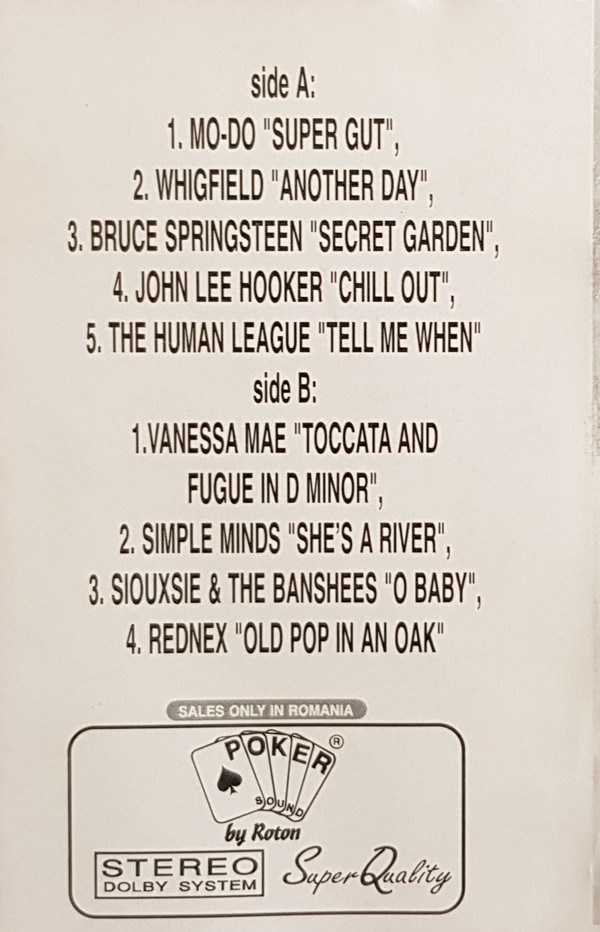 side A:
1. MO-DO "SUPER GUT",
2. WHIGFIELD "ANOTHER DAY",
3. BRUCE SPRINGSTEEN "SECRET GARDEN",
4. JOHN LEE HOOKER "CHILL OUT",
5. THE HUMAN LEAGUE "TELL ME WHEN"
side B:
1.VANESSA MAE "TOCCATA AND
FUGUE IN D MINOR",
2. SIMPLE MINDS "SHE'S A RIVER",
3. SIOUXSIE & THE BANSHEES "O BABY",
4. REDNEX "OLD POP IN AN OAK"
SALES ONLY IN ROMANIA
POKER ®
SOUND
by Roton
STEREO
DOLBY SYSTEM
Super Quality